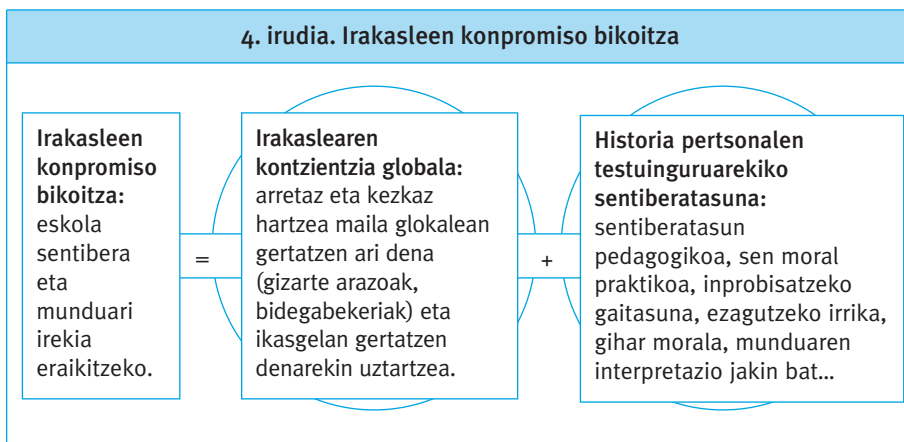 4. irudia. Irakasleen konpromiso bikoitza
Irakasleen
konpromiso
bikoitza:
eskola
sentibera
eta
munduari
irekia
eraikitzeko.
=
Irakaslearen
kontzientzia globala:
arretaz eta kezkaz
hartzea maila glokalean
gertatzen ari dena
(gizarte arazoak,
bidegabekeriak) eta
ikasgelan gertatzen
denarekin uztartzea.
+
Historia pertsonalen
testuinguruarekiko
sentiberatasuna:
sentiberatasun
pedagogikoa, sen moral
praktikoa, inprobisatzeko
gaitasuna, ezagutzeko irrika,
gihar morala, munduaren
interpretazio jakin bat...